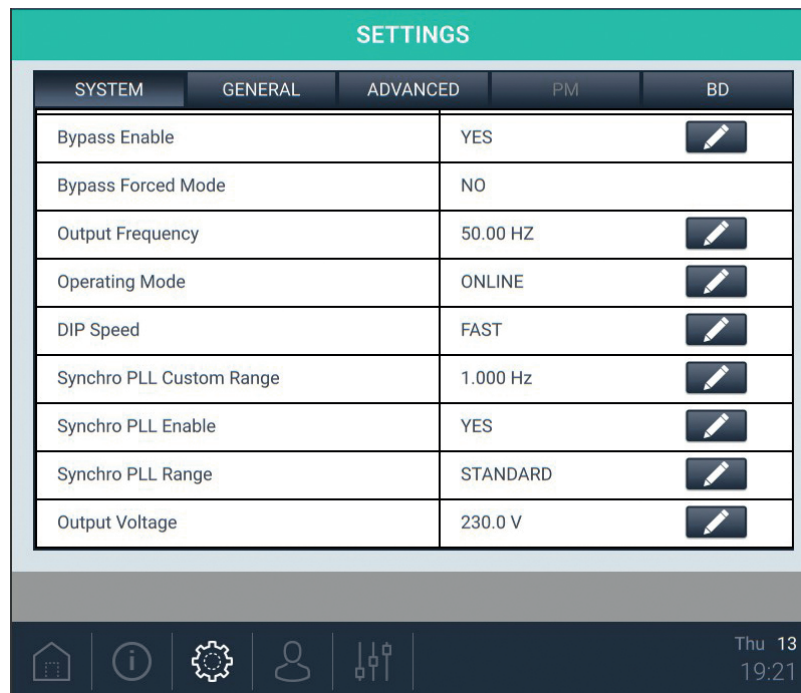 SETTINGS
SYSTEM GENERAL ADVANCED PM BD
Bypass Enable YES
Bypass Forced Mode NO
Output Frequency 50.00 HZ
Operating Mode ONLINE
DIP Speed FAST
Synchro PLL Custom Range 1.000 Hz
Synchro PLL Enable YES
Synchro PLL Range STANDARD
Output Voltage 230.0 V
Thu 13
19:21